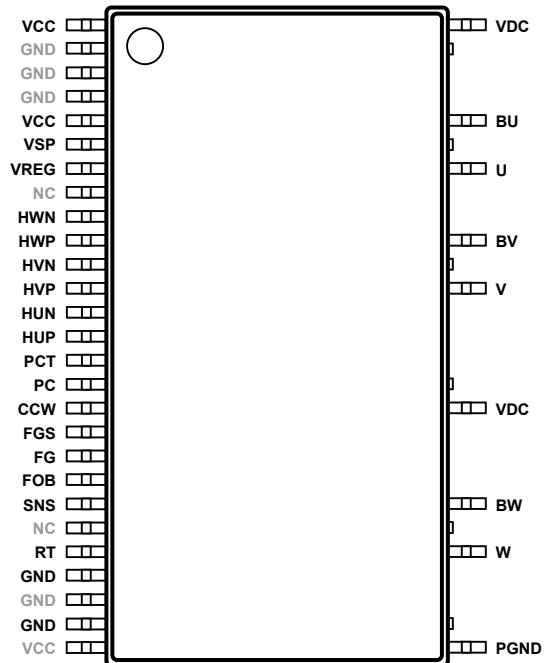 VCC
GND
GND
GND
VCC
VSP
VREG
NC
HWN
HWP
HVN
HVP
HUN
HUP
PCT
PC
CCW
FGS
FG
FOB
SNS
NC
RT
GND
GND
GND
VCC
VDC
BU
U
BV
V
VDC
BW
W
PGND